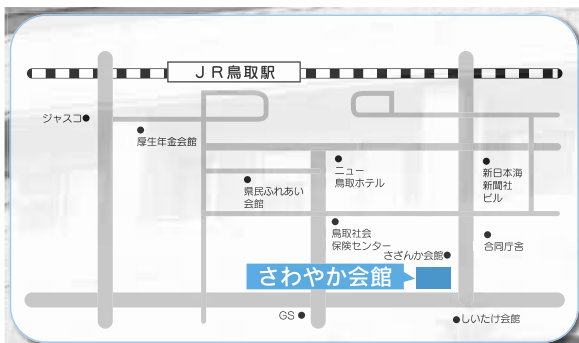 JR鳥取駅
ジャスコ
厚生年金会館
ニュー
鳥取ホテル
新日本海
新聞社
ビル
県民ふれあい
会館
鳥取社会
保険センター
合同庁舎
さざんか会館
さわやか会館
GS
しいたけ会館